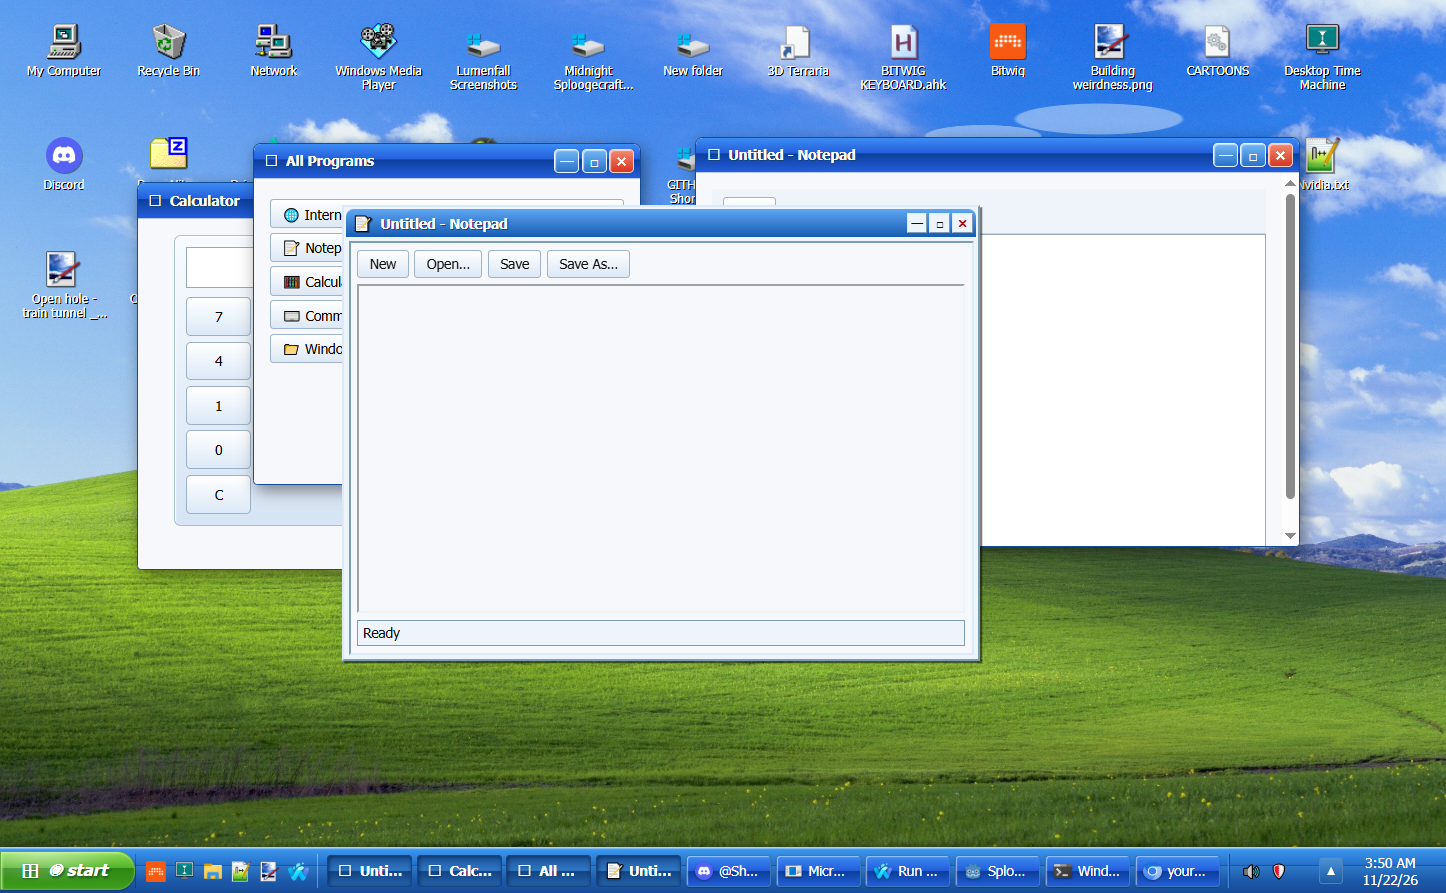 My Computer
Recycle Bin
Network
Windows Media
Player
Lumenfall
Screenshots
Midnight
Sploogecraft...
New folder
3D Terraria
BITWIG
KEYBOARD.ahk
Bitwig
Building
weirdness.png
CARTOONS
Desktop Time
Machine
Discord
GITH
Shor
Nvidia.txt
Open hole -
train tunnel _...
Calculator
7
4
1
0
C
All Programs
Intern
Notep
Calcul
Comm
Windo
Untitled - Notepad
Untitled - Notepad
New
Open...
Save
Save As...
Ready
start
Unti...
Calc...
All ...
Unti...
@Sh...
Micr...
Run ...
Splo...
Wind...
your...
3:50 AM
11/22/26